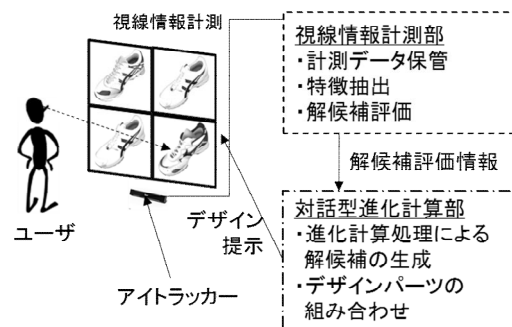 視線情報計測
視線情報計測部
・計測データ保管
・特徴抽出
・解候補評価
解候補評価情報
対話型進化計算部
・進化計算処理による
解候補の生成
・デザインパーツの
組み合わせ
デザイン
提示
ユーザ
アイトラッカー